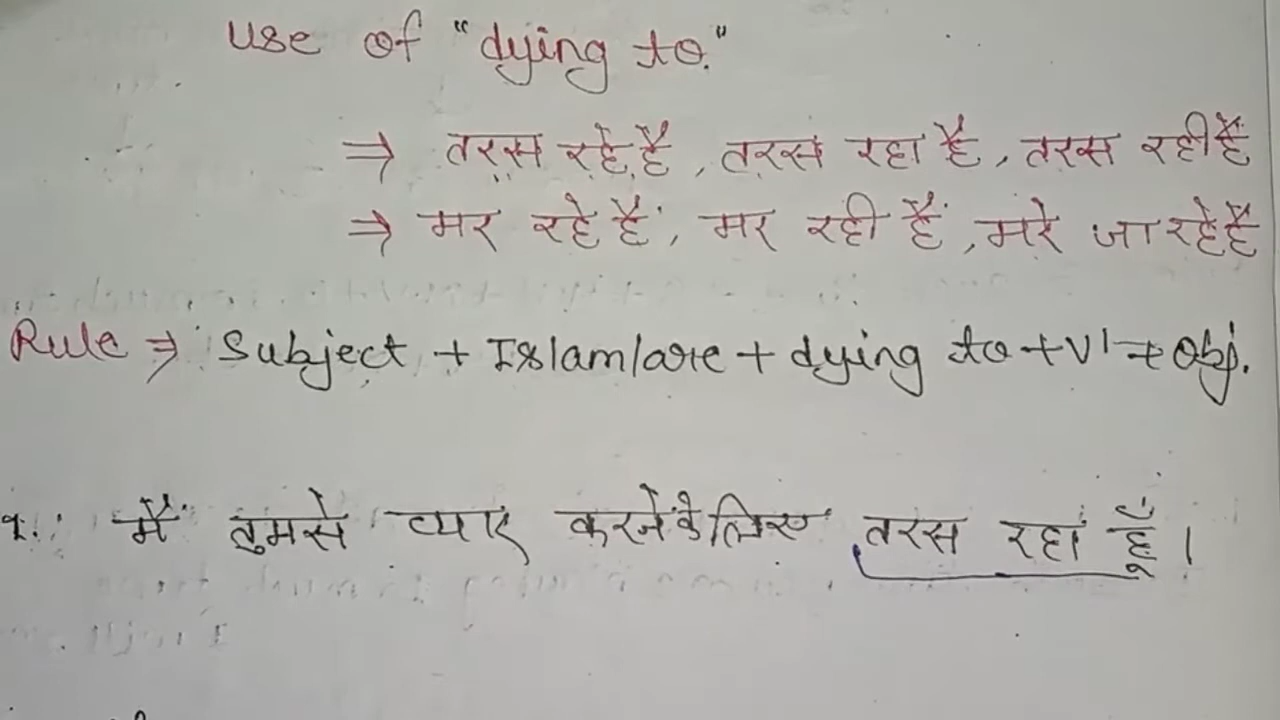 Use of "dying to."
⇒ तरस रहे है, तरस रहा है, तरस रही हैं
⇒ मर रहे हैं, मर रही हैं, मरे जा रहे हैं
Rule ⇒ Subject + Is/am/are + dying to + V1 + Obj.
१. मैं तुमसे प्यार करने के लिए तरस रहा हूँ।